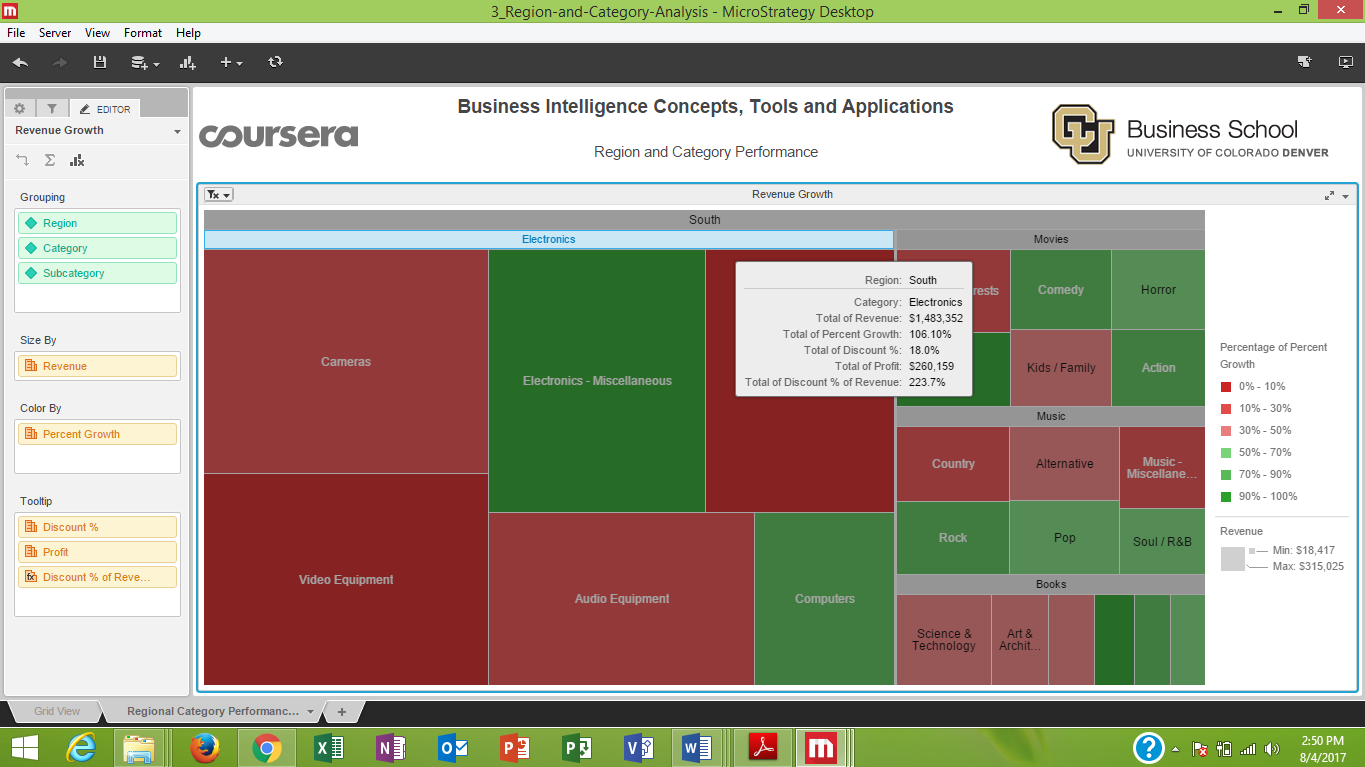 3_Region-and-Category-Analysis - MicroStrategy Desktop
File Server View Format Help
EDITOR
Revenue Growth
Grouping
Region
Category
Subcategory
Size By
Revenue
Color By
Percent Growth
Tooltip
Discount %
Profit
Discount % of Reve...
Business Intelligence Concepts, Tools and Applications
coursera
Region and Category Performance
CU
Business School
UNIVERSITY OF COLORADO DENVER
Revenue Growth
South
Electronics
Movies
Cameras
Electronics - Miscellaneous
Video Equipment
Audio Equipment
Computers
Region: South
Category: Electronics
Total of Revenue: $1,483,352
Total of Percent Growth: 106.10%
Total of Discount %: 18.0%
Total of Profit: $260,159
Total of Discount % of Revenue: 223.7%
rests
Comedy
Horror
Kids / Family
Action
Music
Country
Alternative
Music -
Miscellane...
Rock
Pop
Soul / R&B
Books
Science &
Technology
Art &
Archit...
Percentage of Percent
Growth
0% - 10%
10% - 30%
30% - 50%
50% - 70%
70% - 90%
90% - 100%
Revenue
Min: $18,417
Max: $315,025
Grid View
Regional Category Performanc...
2:50 PM
8/4/2017